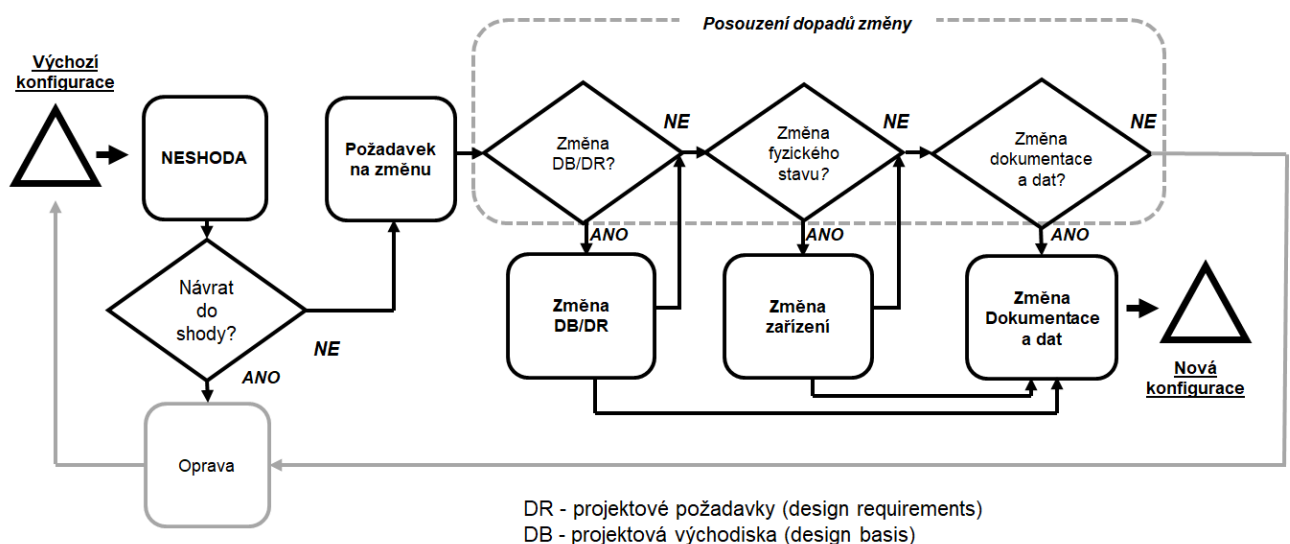 Posouzení dopadů změny
Výchozí
konfigurace
NESHODA
Požadavek
na změnu
Změna
DB/DR?
NE
Změna
fyzického
stavu?
NE
Změna
dokumentace
a dat?
NE
ANO
ANO
ANO
Návrat
do
shody?
NE
ANO
Změna
DB/DR
Změna
zařízení
Změna
Dokumentace
a dat
Nová
konfigurace
Oprava
DR - projektové požadavky (design requirements)
DB - projektová východiska (design basis)